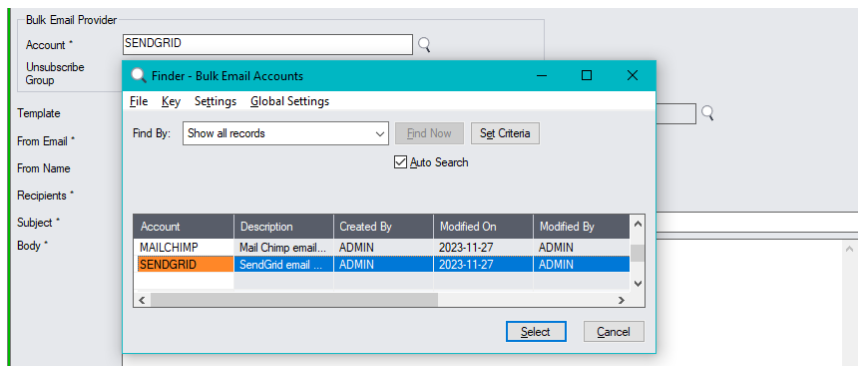 Bulk Email Provider
Account *
SENDGRID
Unsubscribe
Group
Template
From Email *
From Name
Recipients *
Subject *
Body *
Finder - Bulk Email Accounts
File Key Settings Global Settings
Find By: Show all records Find Now Set Criteria
Auto Search
Account Description Created By Modified On Modified By
MAILCHIMP Mail Chimp email... ADMIN 2023-11-27 ADMIN
SENDGRID SendGrid email ... ADMIN 2023-11-27 ADMIN
Select Cancel